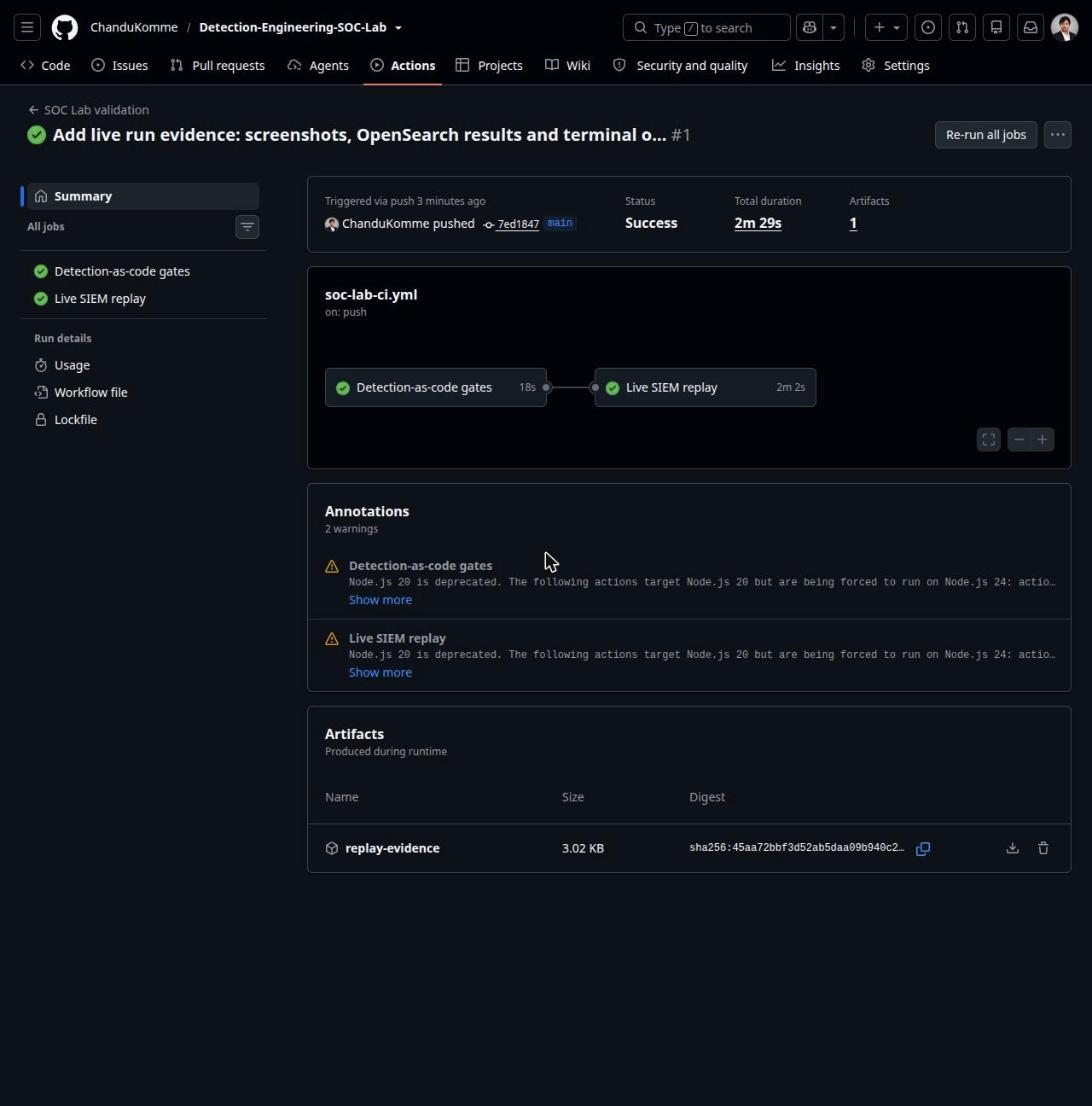 ChanduKomme / Detection-Engineering-SOC-Lab
Type / to search
Code Issues Pull requests Agents Actions Projects Wiki Security and quality Insights Settings
← SOC Lab validation
Add live run evidence: screenshots, OpenSearch results and terminal o... #1
Re-run all jobs
Summary
All jobs
Detection-as-code gates
Live SIEM replay
Run details
Usage
Workflow file
Lockfile
Triggered via push 3 minutes ago
ChanduKomme pushed 7ed1847 main
Status
Success
Total duration
2m 29s
Artifacts
1
soc-lab-ci.yml
on: push
Detection-as-code gates 18s
Live SIEM replay 2m 2s
Annotations
2 warnings
Detection-as-code gates
Node.js 20 is deprecated. The following actions target Node.js 20 but are being forced to run on Node.js 24: actio…
Show more
Live SIEM replay
Node.js 20 is deprecated. The following actions target Node.js 20 but are being forced to run on Node.js 24: actio…
Show more
Artifacts
Produced during runtime
Name Size Digest
replay-evidence 3.02 KB sha256:45aa72bbf3d52ab5daa09b940c2…